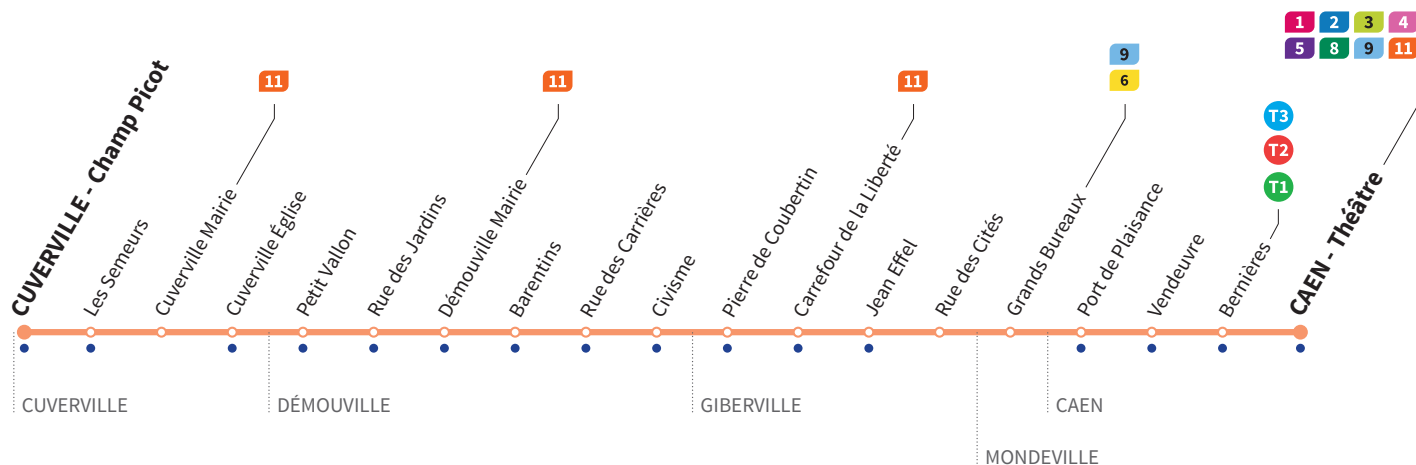 1 2 3 4
5 8 9 11
11
11
11
9
6
T3
T2
T1
CUVERVILLE - Champ Picot
Les Semeurs
Cuverville Mairie
Cuverville Église
Petit Vallon
Rue des Jardins
Démouville Mairie
Barentins
Rue des Carrières
Civisme
Pierre de Coubertin
Carrefour de la Liberté
Jean Effel
Rue des Cités
Grands Bureaux
Port de Plaisance
Vendeuvre
Bernières
CAEN - Théâtre
CUVERVILLE
DÉMOUVILLE
GIBERVILLE
CAEN
MONDEVILLE